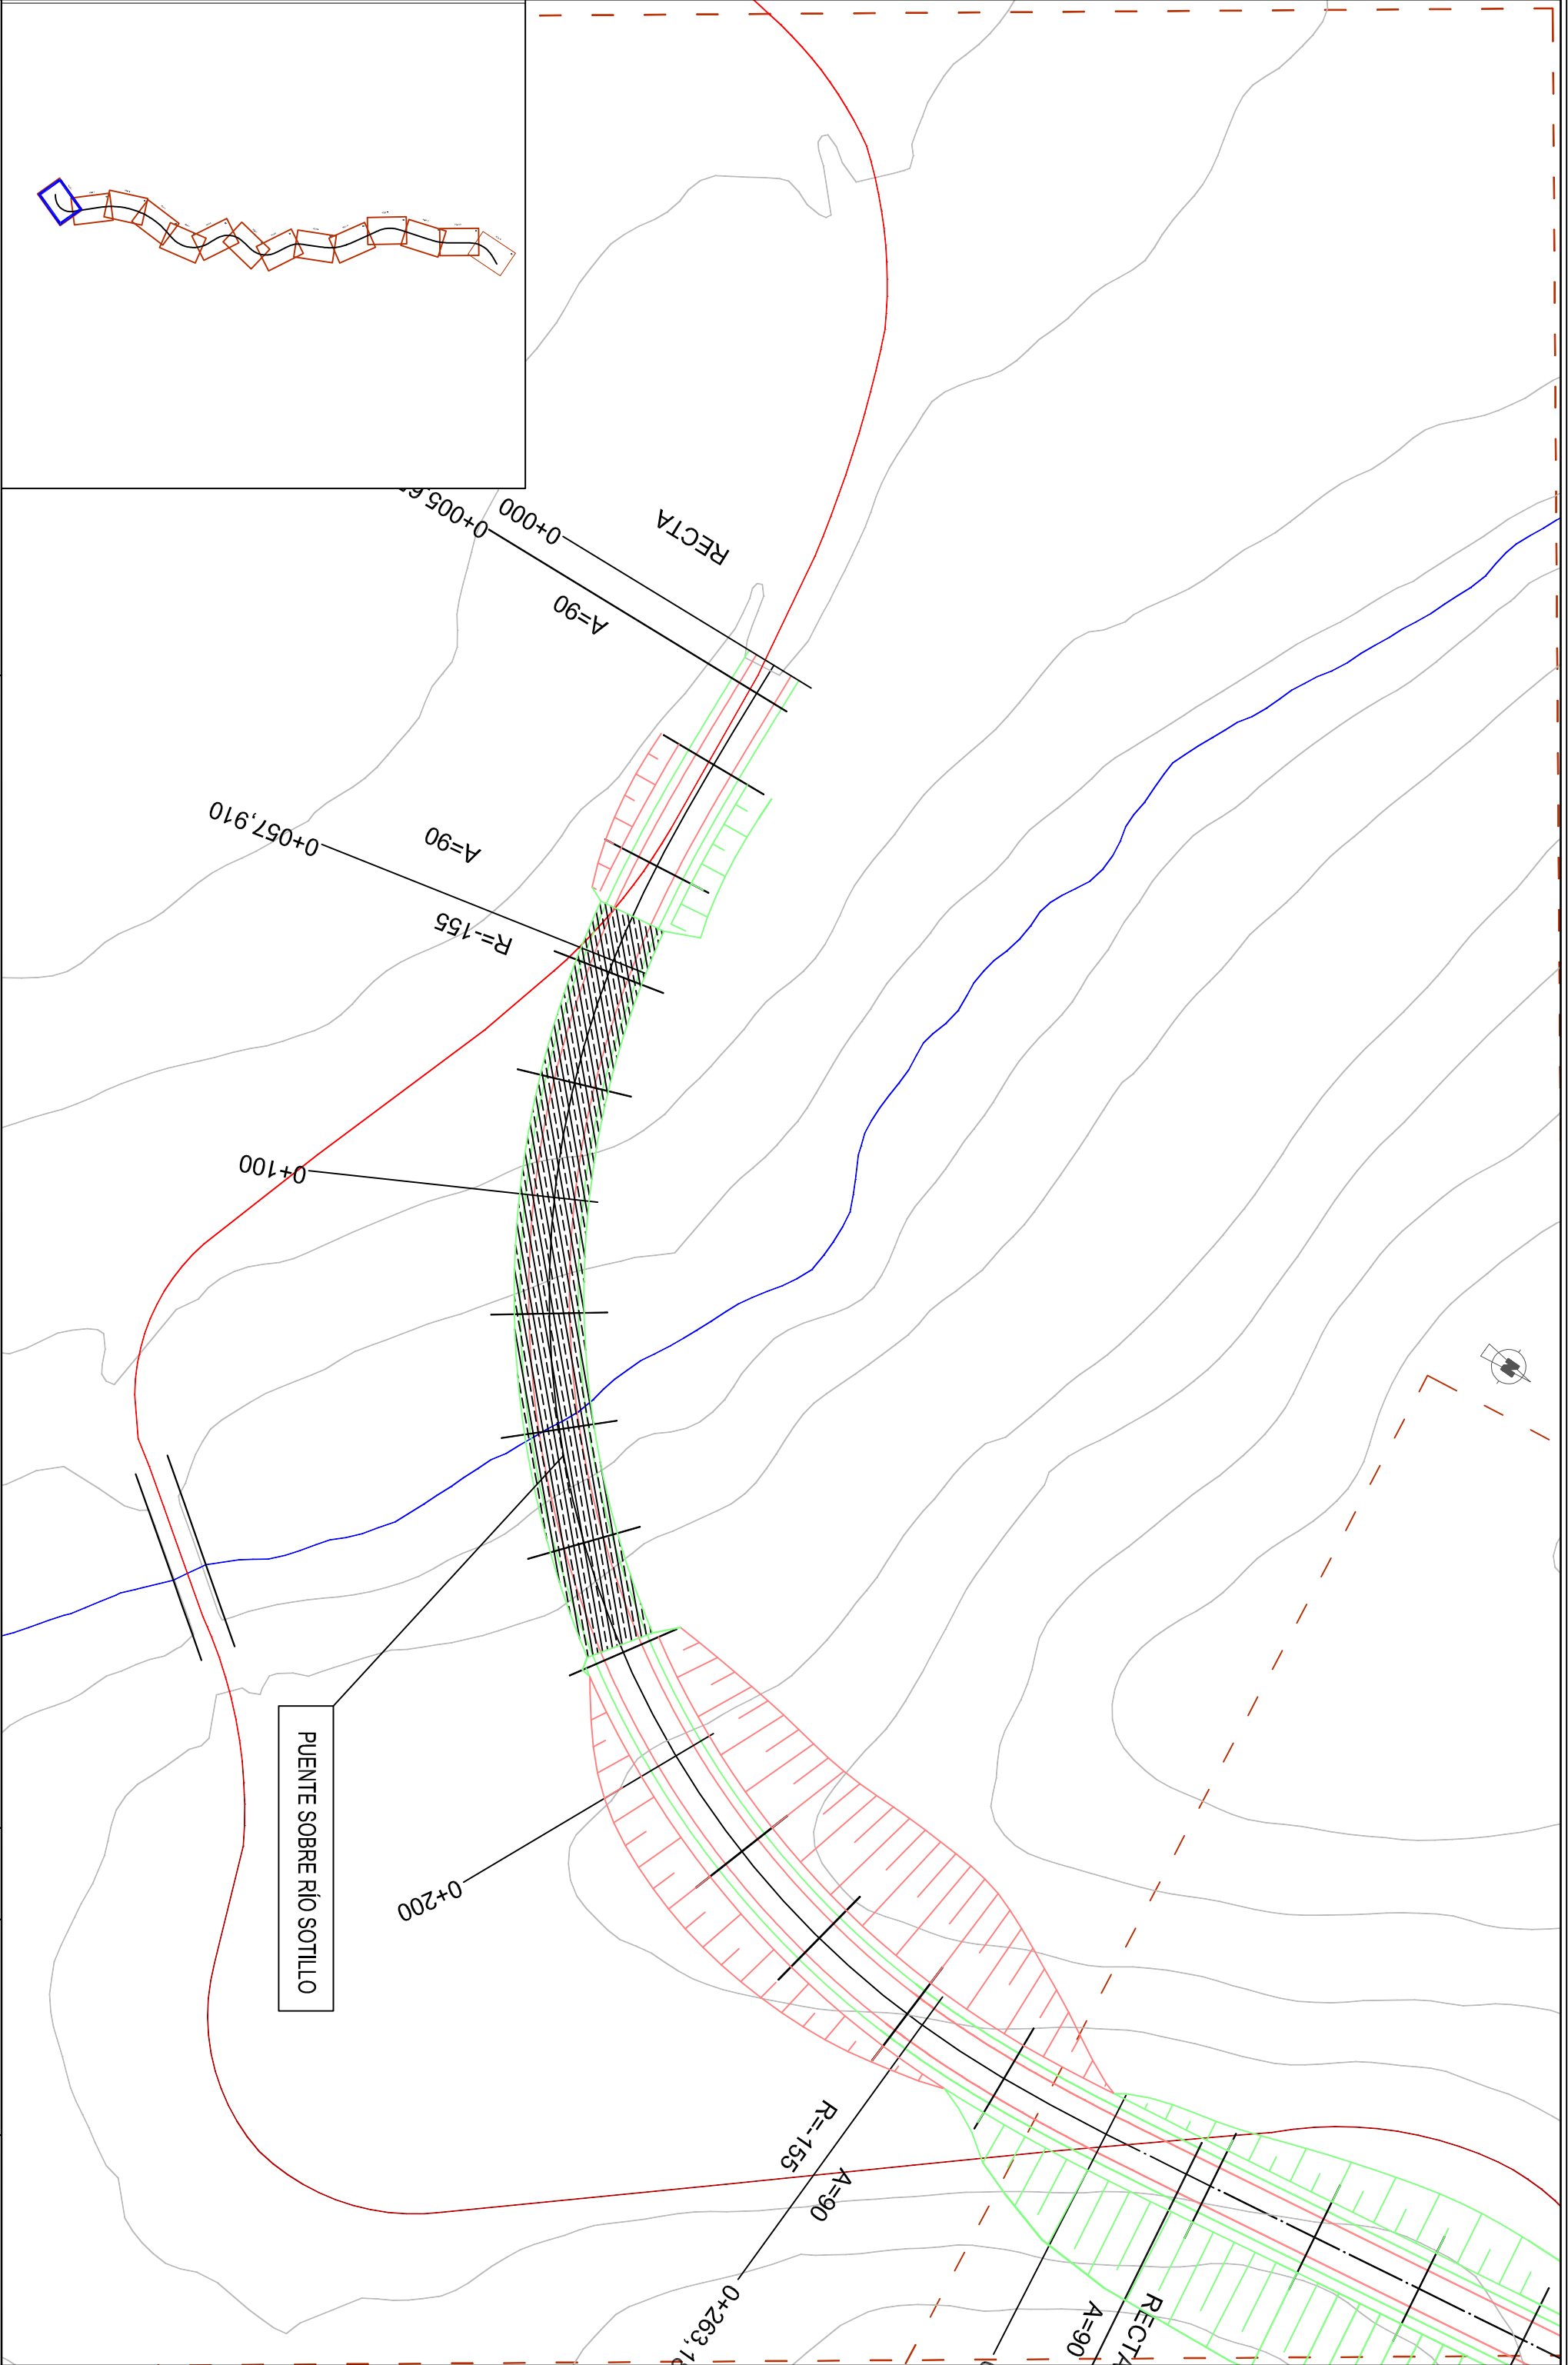 RECTA
0+000
A=90
0+057,910
A=90
R=-155
0+100
N
PUENTE SOBRE RÍO SOTILLO
0+200
R=-155
A=90
A=90
RECTA